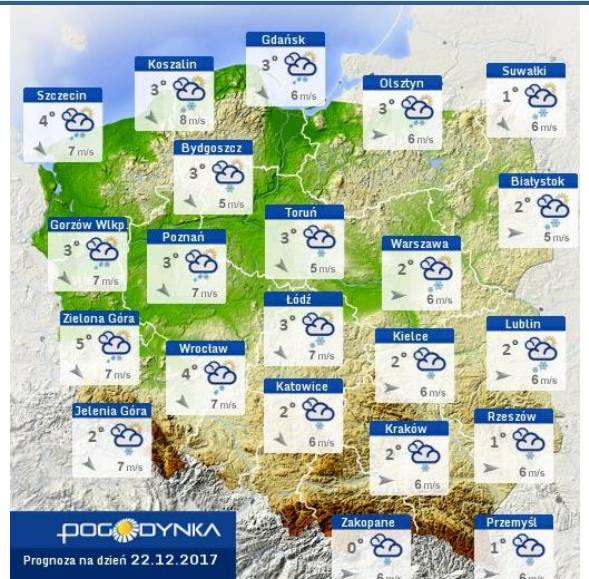 Gdańsk
3°
6 m/s
Koszalin
3°
8 m/s
Suwałki
1°
6 m/s
Olsztyn
3°
6 m/s
Szczecin
4°
7 m/s
Bydgoszcz
3°
5 m/s
Białystok
2°
5 m/s
Toruń
3°
5 m/s
Gorzów Wlkp.
3°
7 m/s
Poznań
3°
7 m/s
Warszawa
2°
6 m/s
Łódź
3°
7 m/s
Zielona Góra
5°
7 m/s
Lublin
2°
6 m/s
Kielce
2°
6 m/s
Wrocław
4°
7 m/s
Katowice
2°
6 m/s
Jelenia Góra
2°
7 m/s
Rzeszów
1°
6 m/s
Kraków
2°
6 m/s
Zakopane
0°
6 m/s
Przemyśl
1°
6 m/s
POGODYNKA
Prognoza na dzień 22.12.2017